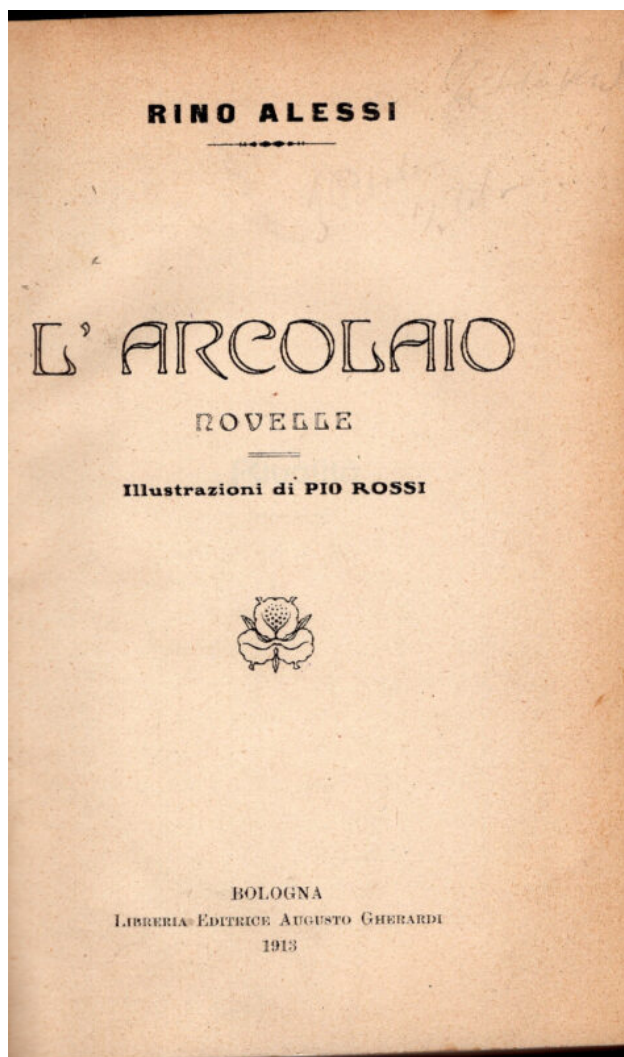 RINO ALESSI
L' ARCOLAIO
NOVELLE
Illustrazioni di PIO ROSSI
BOLOGNA
LIBRERIA EDITRICE AUGUSTO GHERARDI
1913